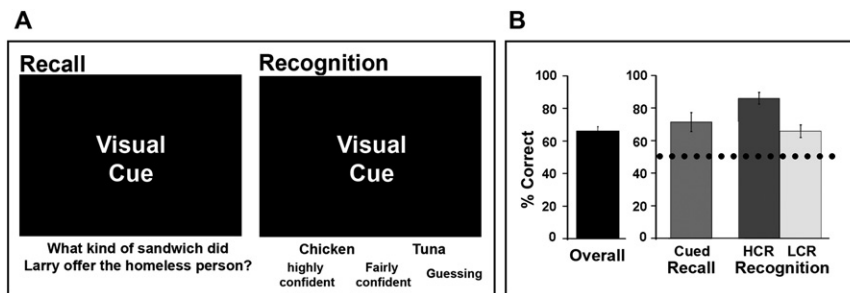 A
Recall
Visual
Cue
What kind of sandwich did
Larry offer the homeless person?
Recognition
Visual
Cue
Chicken Tuna
highly
confident
Fairly
confident
Guessing
B
% Correct
100
80
60
40
20
0
Overall
100
80
60
40
20
0
Cued HCR LCR
Recall Recognition